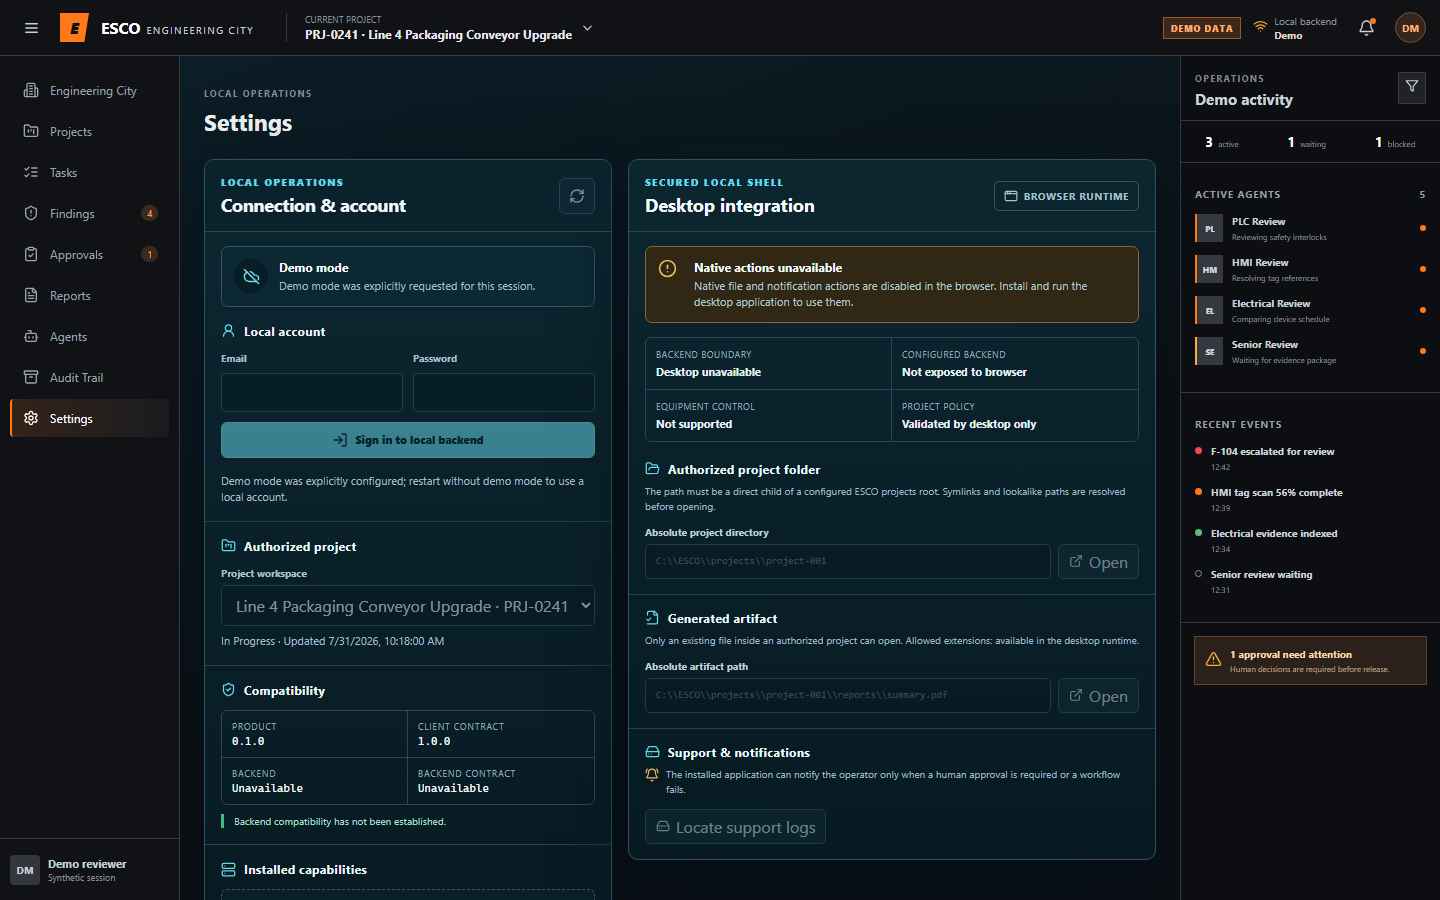 E ESCO ENGINEERING CITY
CURRENT PROJECT
PRJ-0241 · Line 4 Packaging Conveyor Upgrade
DEMO DATA
Local backend
Demo
DM
Engineering City
Projects
Tasks
Findings 4
Approvals 1
Reports
Agents
Audit Trail
Settings
DM
Demo reviewer
Synthetic session
LOCAL OPERATIONS
Settings
LOCAL OPERATIONS
Connection & account
Demo mode
Demo mode was explicitly requested for this session.
Local account
Email Password
Sign in to local backend
Demo mode was explicitly configured; restart without demo mode to use a
local account.
Authorized project
Project workspace
Line 4 Packaging Conveyor Upgrade · PRJ-0241
In Progress · Updated 7/31/2026, 10:18:00 AM
Compatibility
PRODUCT CLIENT CONTRACT
0.1.0 1.0.0
BACKEND BACKEND CONTRACT
Unavailable Unavailable
Backend compatibility has not been established.
Installed capabilities
SECURED LOCAL SHELL
Desktop integration
BROWSER RUNTIME
Native actions unavailable
Native file and notification actions are disabled in the browser. Install and run the
desktop application to use them.
BACKEND BOUNDARY CONFIGURED BACKEND
Desktop unavailable Not exposed to browser
EQUIPMENT CONTROL PROJECT POLICY
Not supported Validated by desktop only
Authorized project folder
The path must be a direct child of a configured ESCO projects root. Symlinks and lookalike paths are resolved
before opening.
Absolute project directory
C:\\ESCO\\projects\\project-001 Open
Generated artifact
Only an existing file inside an authorized project can open. Allowed extensions: available in the desktop runtime.
Absolute artifact path
C:\\ESCO\\projects\\project-001\\reports\\summary.pdf Open
Support & notifications
The installed application can notify the operator only when a human approval is required or a workflow
fails.
Locate support logs
OPERATIONS
Demo activity
3 active 1 waiting 1 blocked
ACTIVE AGENTS 5
PL PLC Review
Reviewing safety interlocks
HM HMI Review
Resolving tag references
EL Electrical Review
Comparing device schedule
SE Senior Review
Waiting for evidence package
RECENT EVENTS
F-104 escalated for review
12:42
HMI tag scan 56% complete
12:39
Electrical evidence indexed
12:34
Senior review waiting
12:31
1 approval need attention
Human decisions are required before release.